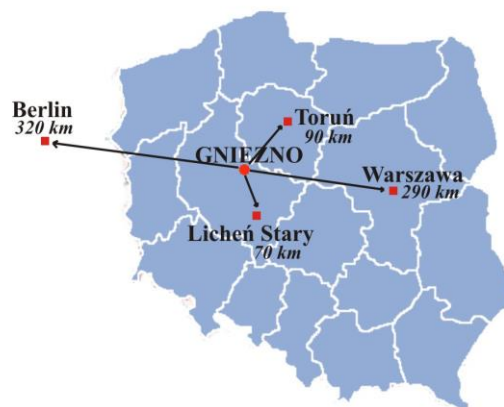 Berlin
320 km
Toruń
90 km
GNIEZNO
Warszawa
290 km
Licheń Stary
70 km